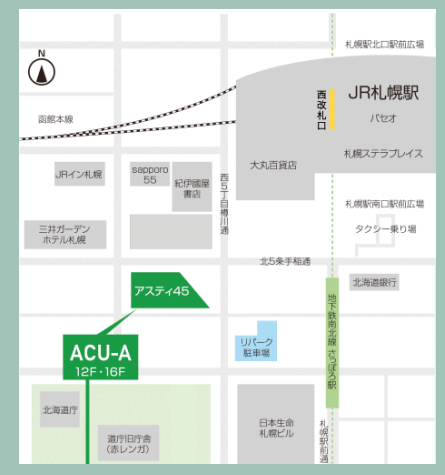 札幌駅北口駅前広場
N
西改札口
JR札幌駅
パセオ
函館本線
札幌ステラプレイス
大丸百貨店
JRイン札幌
sapporo
55
紀伊國屋
書店
西5丁目樽川通
札幌駅南口駅前広場
タクシー乗り場
三井ガーデン
ホテル札幌
北5条手稲通
アスティ45
北海道銀行
地下鉄南北線 さっぽろ駅
リパーク
駐車場
ACU-A
12F・16F
北海道庁
道庁旧庁舎
（赤レンガ）
日本生命
札幌ビル
札幌駅前通